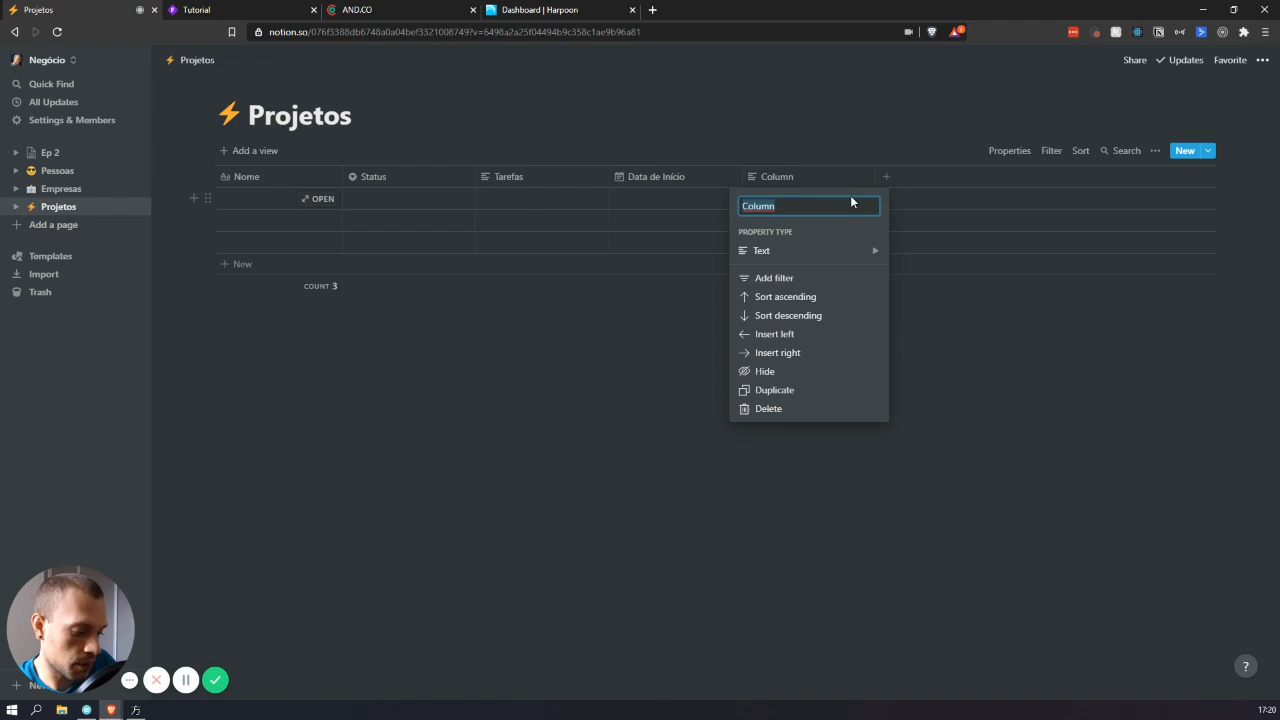 Projetos
Tutorial
AND.CO
Dashboard | Harpoon
notion.so/076f3388db6748a0a04bef3321008749?v=6498a2a25f04494b9c358c1ae9b96a81
Negócio
Projetos
Share
Updates
Favorite
Quick Find
All Updates
Settings & Members
Ep 2
Pessoas
Empresas
Projetos
Add a page
Templates
Import
Trash
Projetos
Add a view
Properties
Filter
Sort
Search
New
Nome
Status
Tarefas
Data de Início
Column
OPEN
New
COUNT 3
Column
PROPERTY TYPE
Text
Add filter
Sort ascending
Sort descending
Insert left
Insert right
Hide
Duplicate
Delete
?
17:20